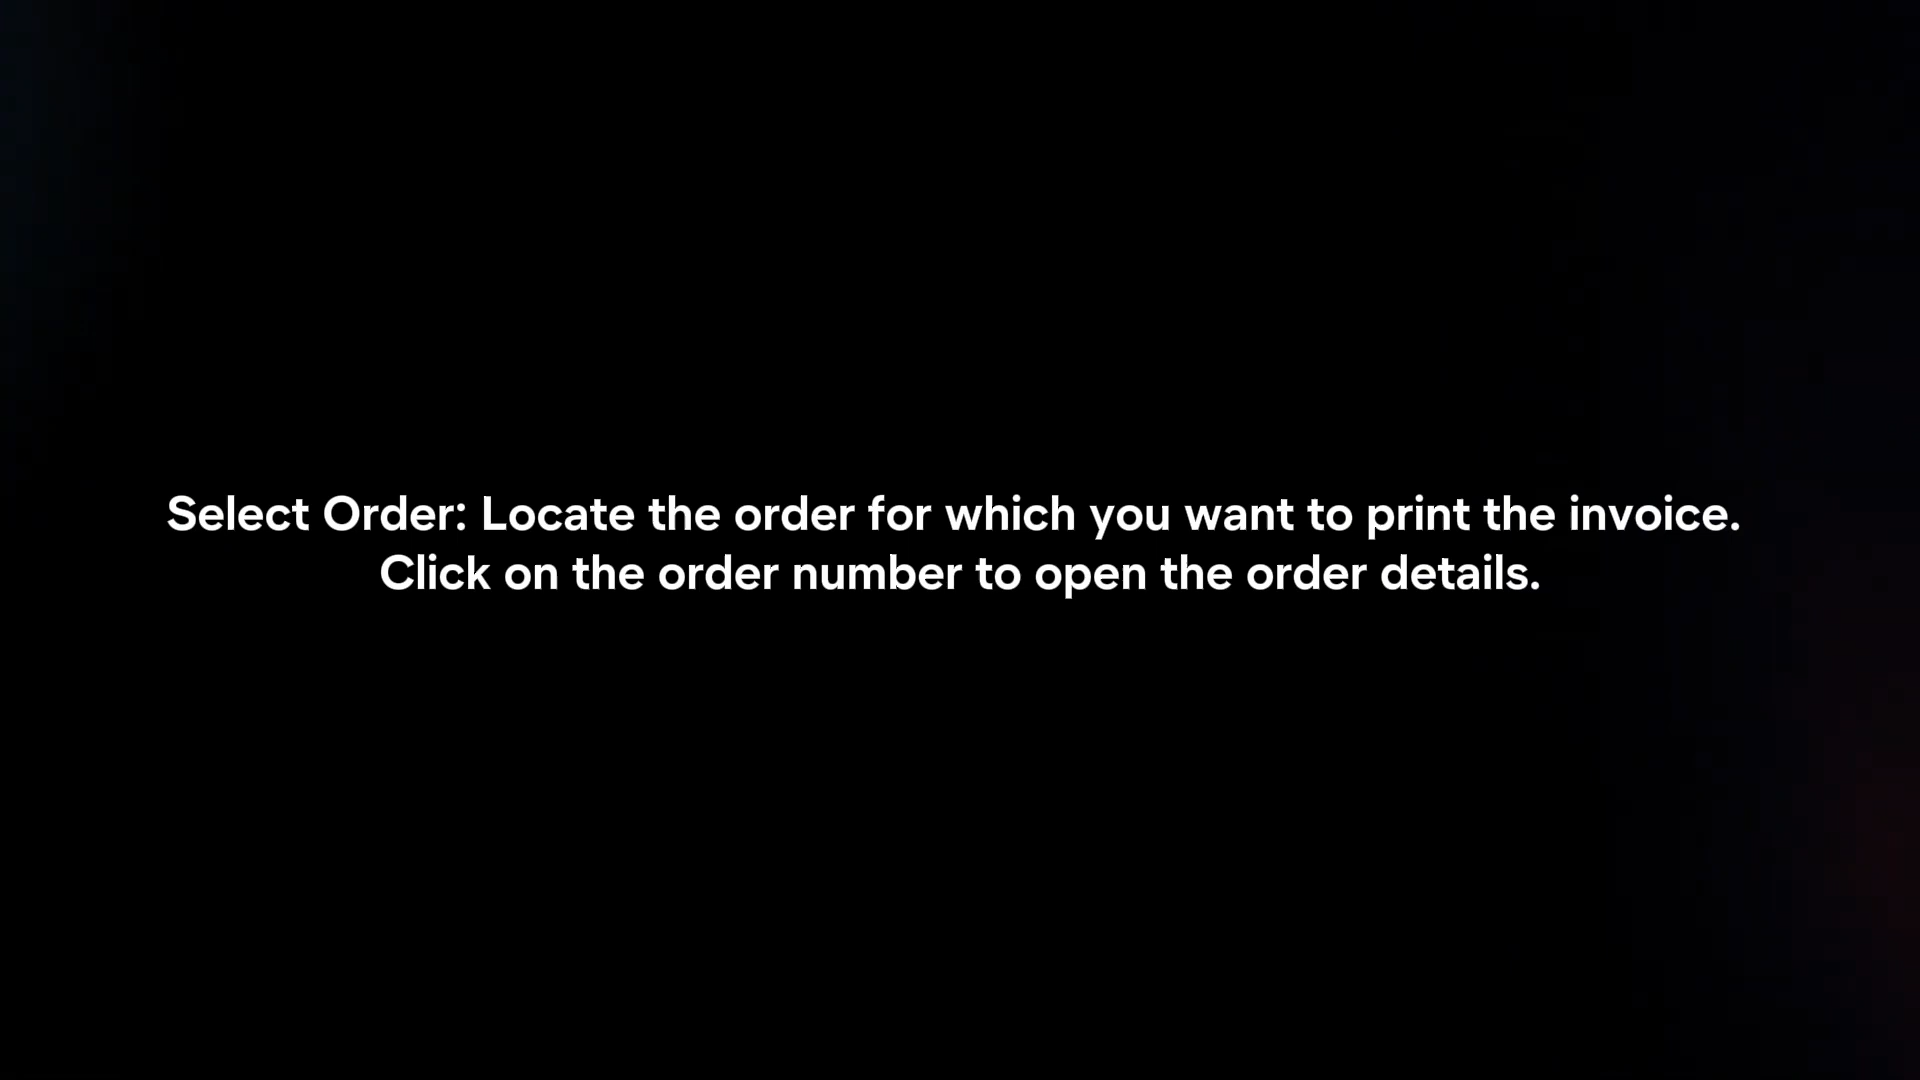 Select Order: Locate the order for which you want to print the invoice.
Click on the order number to open the order details.